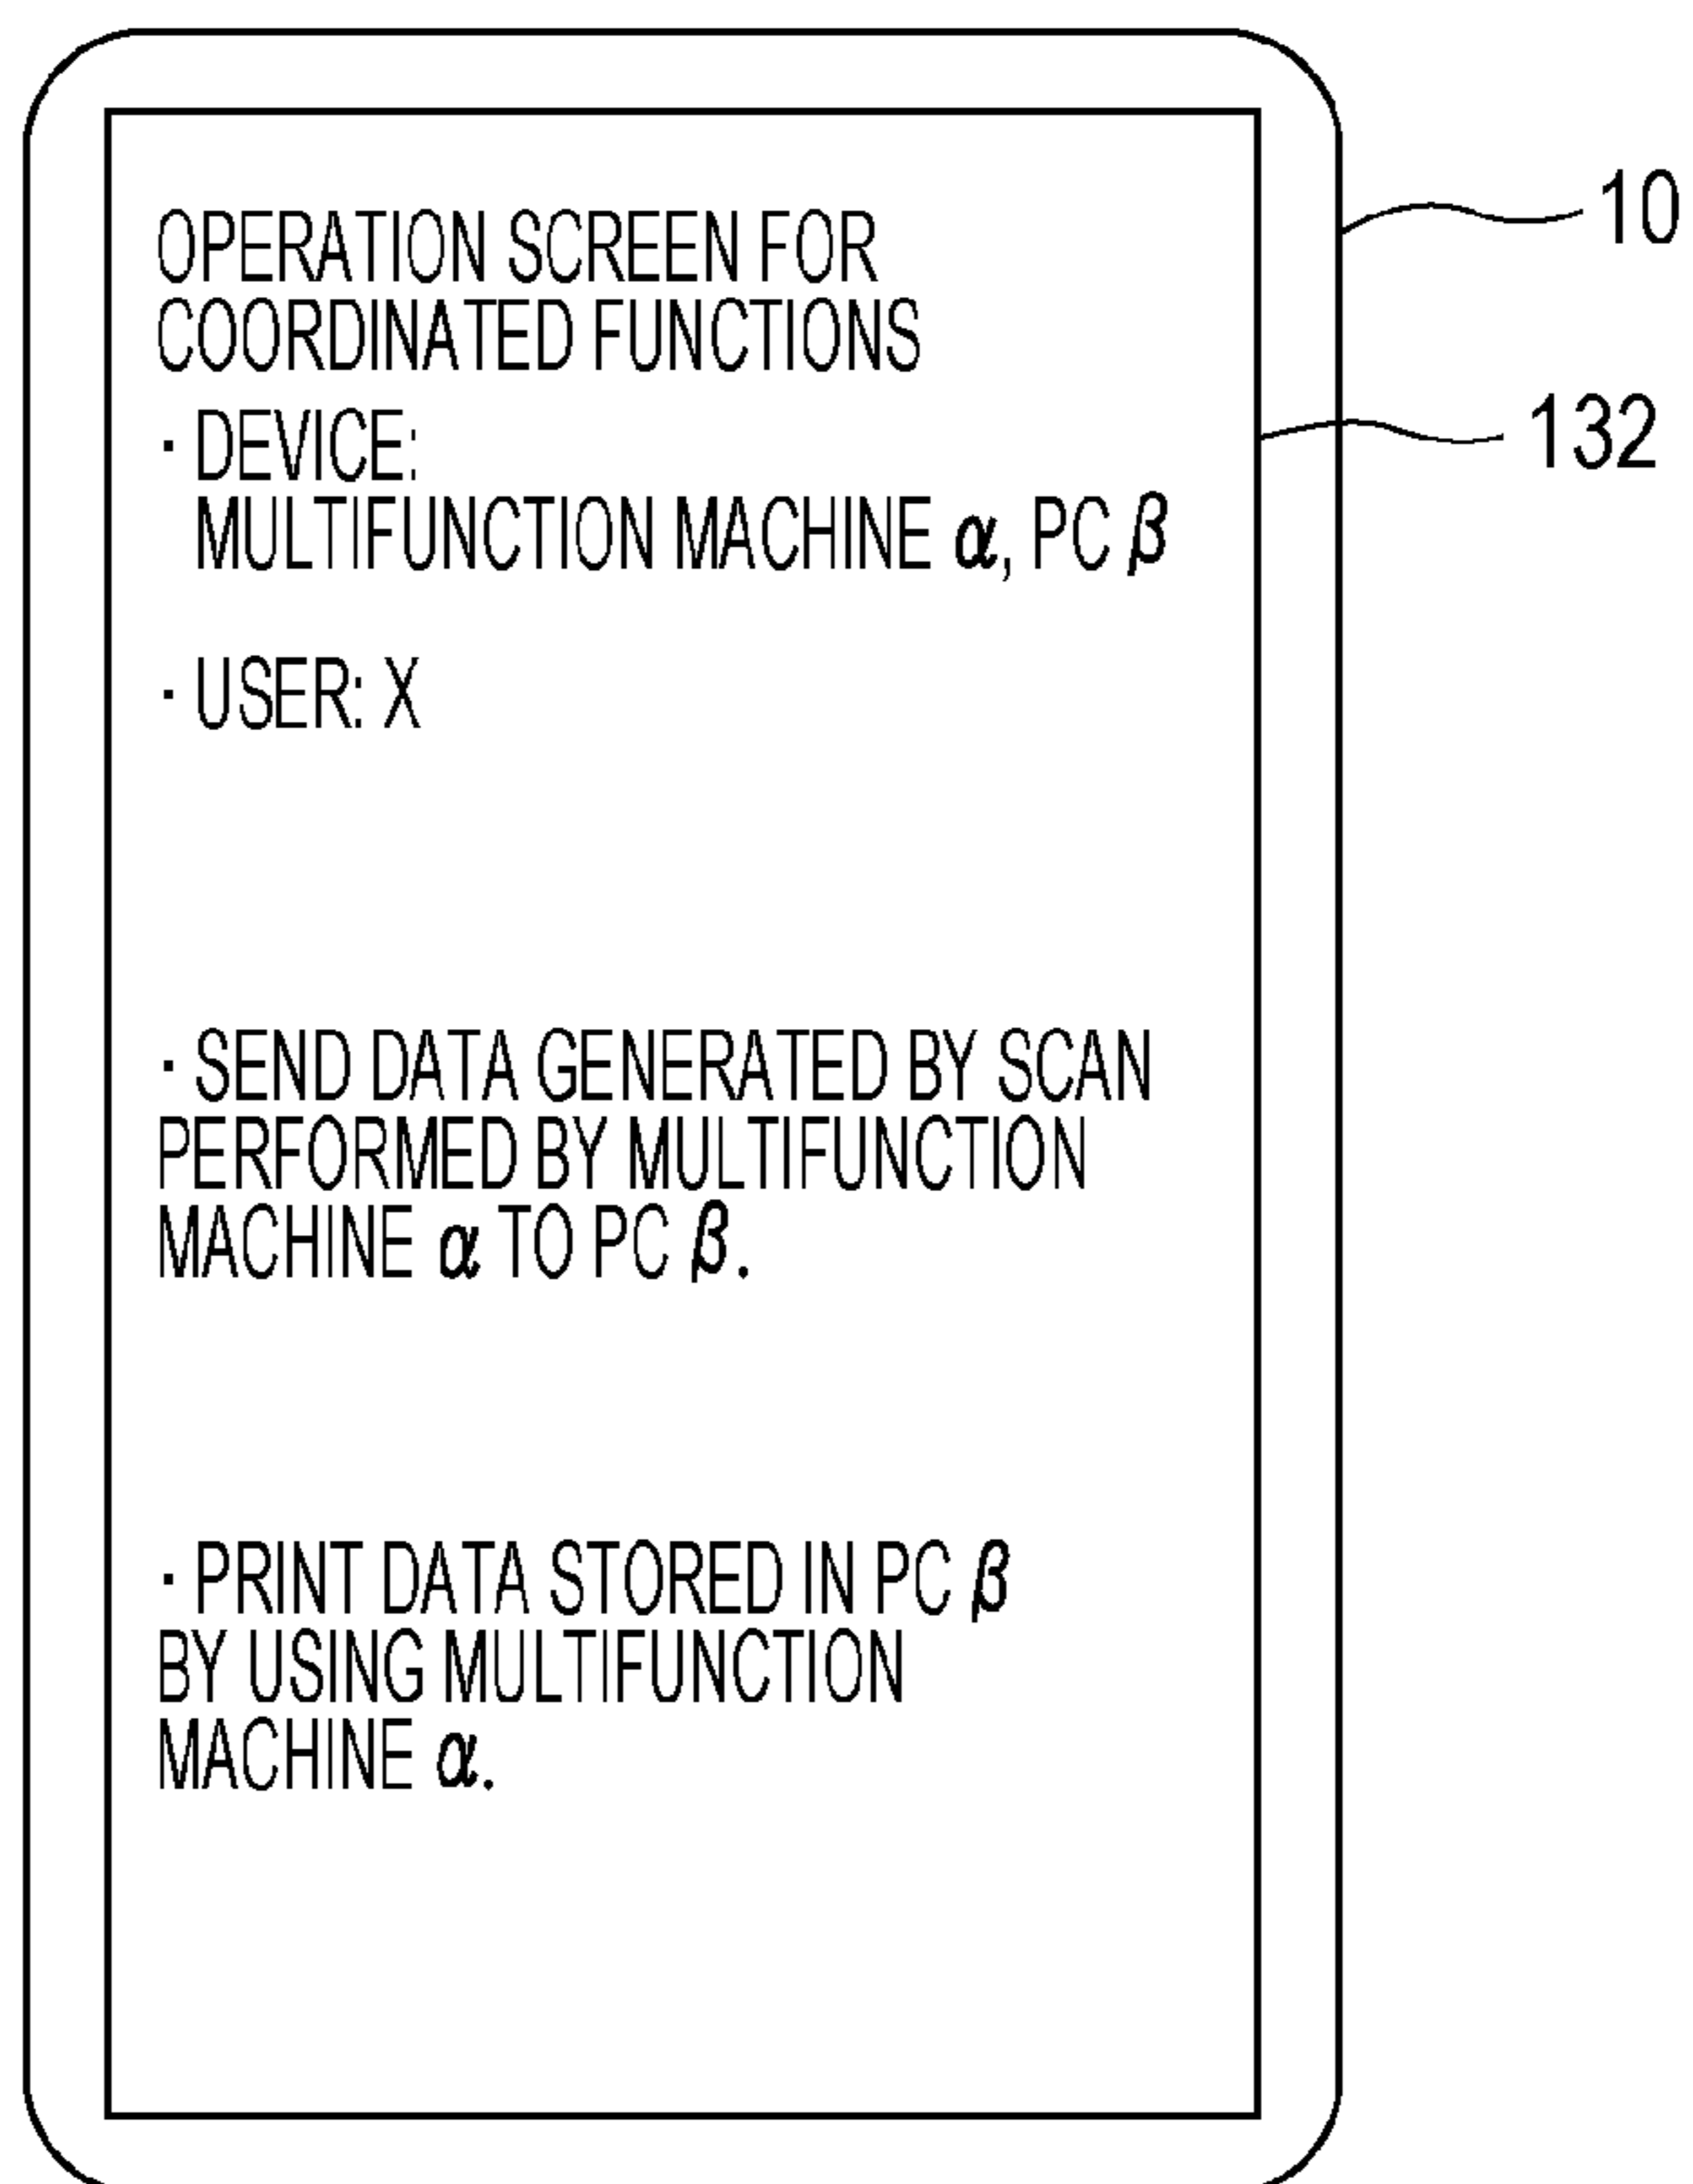 OPERATION SCREEN FOR
COORDINATED FUNCTIONS
· DEVICE:
MULTIFUNCTION MACHINE α, PC β
· USER: X
· SEND DATA GENERATED BY SCAN
PERFORMED BY MULTIFUNCTION
MACHINE α TO PC β.
· PRINT DATA STORED IN PC β
BY USING MULTIFUNCTION
MACHINE α.
10
132